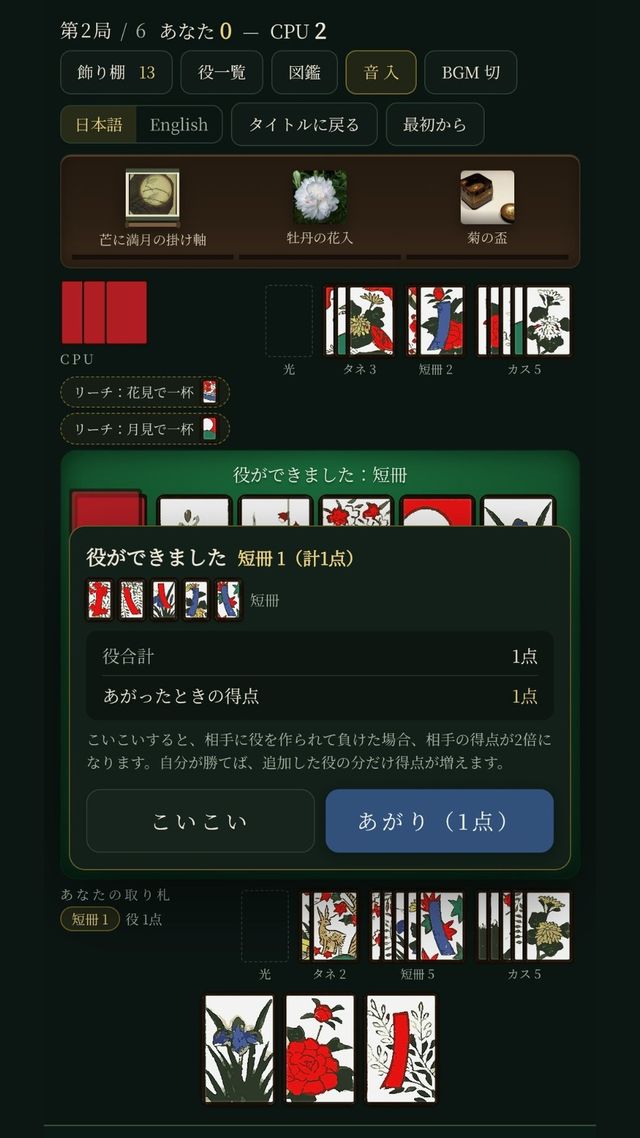 第2局 / 6 あなた 0 — CPU 2
飾り棚 13 役一覧 図鑑 音 入 BGM 切
日本語 English タイトルに戻る 最初から
芒に満月の掛け軸 牡丹の花入 菊の盃
CPU
光 タネ 3 短冊 2 カス 5
リーチ：花見で一杯
リーチ：月見で一杯
役ができました：短冊
役ができました 短冊 1（計1点）
短冊
役合計 1点
あがったときの得点 1点
こいこいすると、相手に役を作られて負けた場合、相手の得点が2倍に
なります。自分が勝てば、追加した役の分だけ得点が増えます。
こいこい あがり（1点）
あなたの取り札
短冊 1 役 1点
光 タネ 2 短冊 5 カス 5